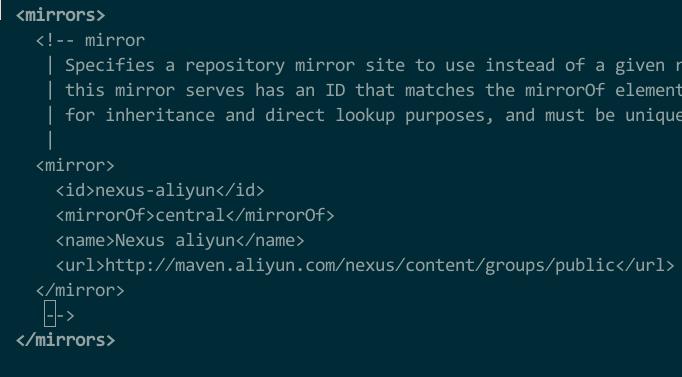 <mirrors>
<!-- mirror
| Specifies a repository mirror site to use instead of a given
| this mirror serves has an ID that matches the mirrorOf element
| for inheritance and direct lookup purposes, and must be unique
|
<mirror>
<id>nexus-aliyun</id>
<mirrorOf>central</mirrorOf>
<name>Nexus aliyun</name>
<url>http://maven.aliyun.com/nexus/content/groups/public</url>
</mirror>
-->
</mirrors>